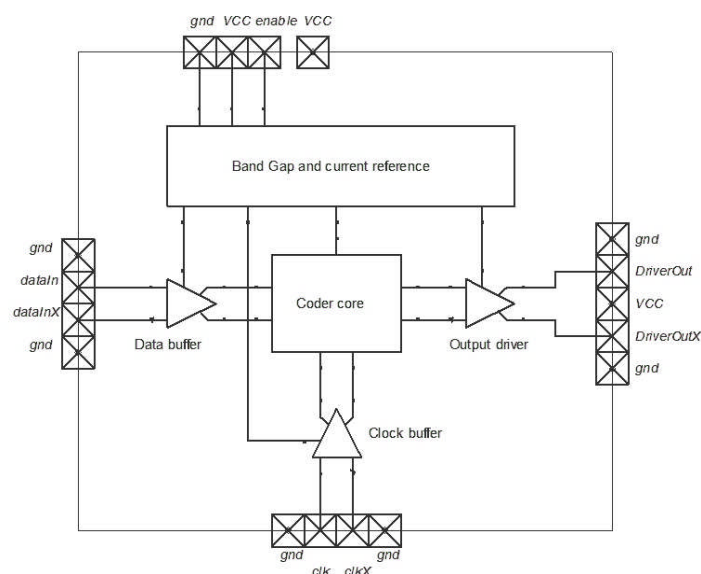 gnd VCC enable VCC
Band Gap and current reference
gnd
dataIn
dataInX
gnd
Data buffer
Coder core
Output driver
gnd
DriverOut
VCC
DriverOutX
gnd
Clock buffer
gnd clk clkX gnd